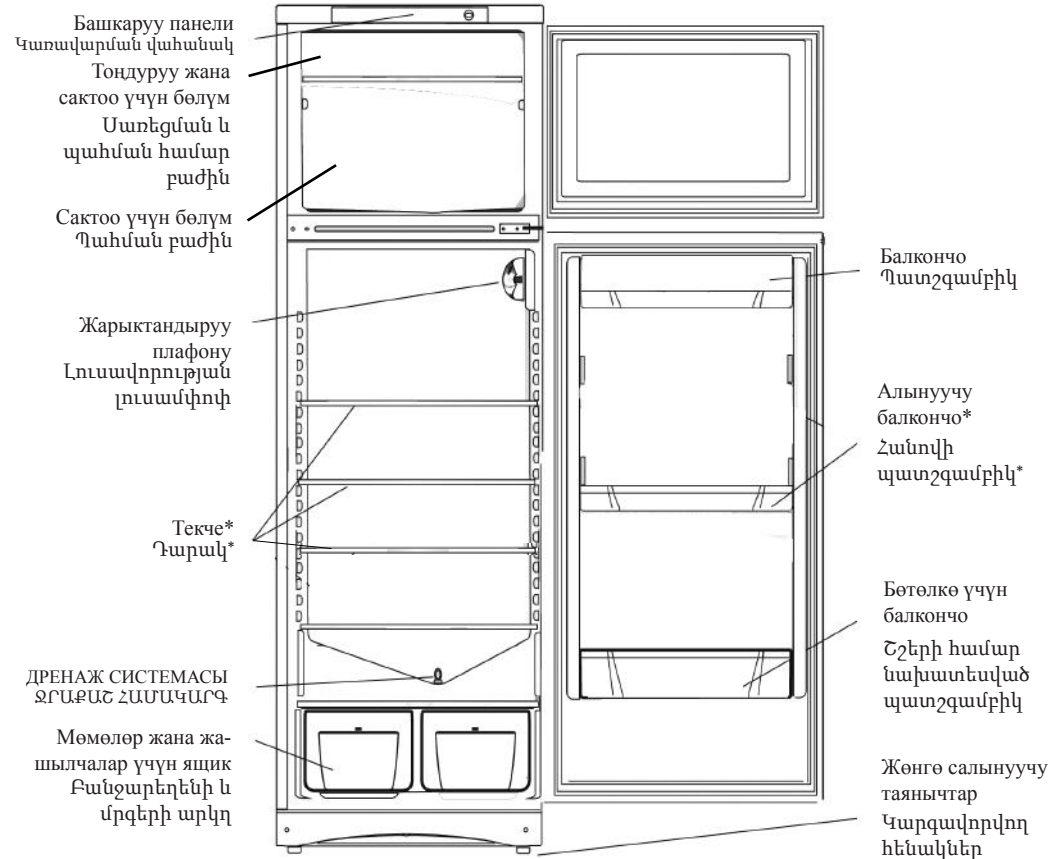 Башкаруу панели
Կառավարման վահանակ
Тоңдуруу жана
сактоо үчүн бөлүм
Սառեցման և
պահման համար
բաժին
Сактоо үчүн бөлүм
Պահման բաժին
Жарыктандыруу
плафону
Լուսավորության
լուսամփոփ
Текче*
Դարակ*
ДРЕНАЖ СИСТЕМАСЫ
ՋՐԱՔԱՇ ՀԱՄԱԿԱՐԳ
Мөмөлөр жана жа-
шылчалар үчүн ящик
Բանջարեղենի և
մրգերի արկղ
Балкончо
Պատշգամբիկ
Алынуучу
балкончо*
Հանովի
պատշգամբիկ*
Бөтөлкө үчүн
балкончо
Շշերի համար
նախատեսված
պատշգամբիկ
Жөнгө салынуучу
таянычтар
Կարգավորվող
հենակներ